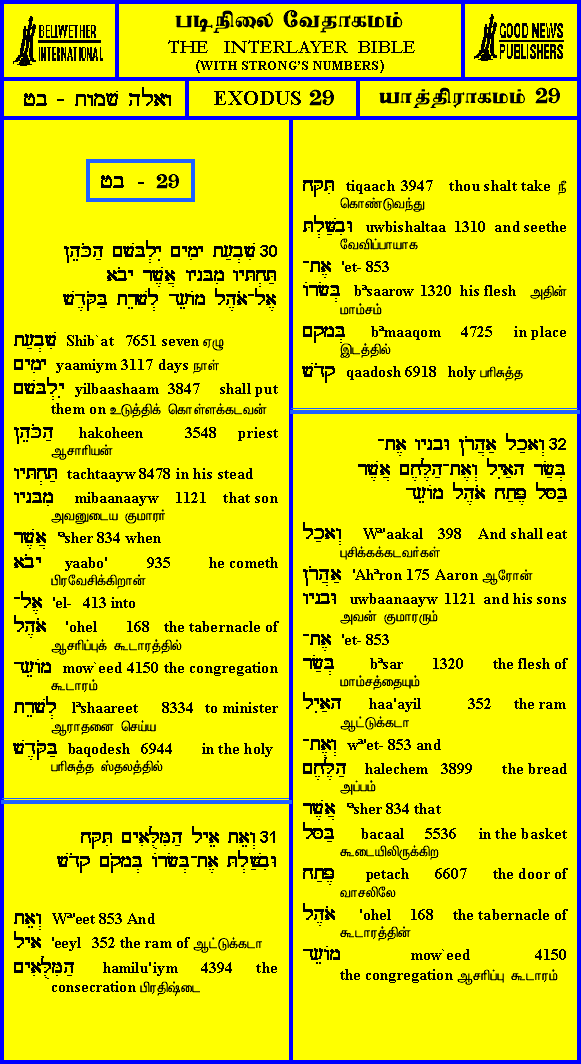 BELLWETHER
INTERNATIONAL
படிநிலை வேதாகமம்
THE INTERLAYER BIBLE
(WITH STRONG'S NUMBERS)
GOOD NEWS
PUBLISHERS
ואלה שמות - בט
EXODUS 29
யாத்திராகமம் 29
בט - 29
30 שִׁבְעַת יָמִים יִלְבָּשָׁם הַכֹּהֵן
תַּחְתָּיו מִבָּנָיו אֲשֶׁר יָבֹא
אֶל־אֹהֶל מוֹעֵד לְשָׁרֵת בַּקֹּדֶשׁ
שִׁבְעַת Shib`at 7651 seven ஏழு
יָמִים yaamiym 3117 days நாள்
יִלְבָּשָׁם yilbaashaam 3847 shall put
them on உடுத்திக் கொள்ளக்கடவன்
הַכֹּהֵן hakoheen 3548 priest
ஆசாரியன்
תַּחְתָּיו tachtaayw 8478 in his stead
מִבָּנָיו mibaanaayw 1121 that son
அவனுடைய குமாரர்
אֲשֶׁר ᵃsher 834 when
יָבֹא yaabo' 935 he cometh
பிரவேசிக்கிறான்
אֶל־ 'el- 413 into
אֹהֶל 'ohel 168 the tabernacle of
ஆசரிப்புக் கூடாரத்தில்
מוֹעֵד mow`eed 4150 the congregation
கூடாரம்
לְשָׁרֵת lᵊshaareet 8334 to minister
ஆராதனை செய்ய
בַּקֹּדֶשׁ baqodesh 6944 in the holy
பரிசுத்த ஸ்தலத்தில்
31 וְאֵת אֵיל הַמִּלֻּאִים תִּקָּח
וּבִשַּׁלְתָּ אֶת־בְּשָׂרוֹ בְּמָקֹם קָדֹשׁ
וְאֵת Wᵊ'eet 853 And
אֵיל 'eeyl 352 the ram of ஆட்டுக்கடா
הַמִּלֻּאִים hamilu'iym 4394 the
consecration பிரதிஷ்டை
תִּקָּח tiqaach 3947 thou shalt take நீ
கொண்டுவந்து
וּבִשַּׁלְתָּ uwbishaltaa 1310 and seethe
வேவிப்பாயாக
אֶת־ 'et- 853
בְּשָׂרוֹ bᵊsaarow 1320 his flesh அதின்
மாம்சம்
בְּמָקֹם bᵊmaaqom 4725 in place
இடத்தில்
קָדֹשׁ qaadosh 6918 holy பரிசுத்த
32 וְאָכַל אַהֲרֹן וּבָנָיו אֶת־
בְּשַׂר הָאַיִל וְאֶת־הַלֶּחֶם אֲשֶׁר
בַּסָּל פֶּתַח אֹהֶל מוֹעֵד
וְאָכַל Wᵊ'aakal 398 And shall eat
புசிக்கக்கடவர்கள்
אַהֲרֹן 'Ahᵃron 175 Aaron ஆரோன்
וּבָנָיו uwbaanaayw 1121 and his sons
அவன் குமாரரும்
אֶת־ 'et- 853
בְּשַׂר bᵊsar 1320 the flesh of
மாம்சத்தையும்
הָאַיִל haa'ayil 352 the ram
ஆட்டுக்கடா
וְאֶת־ wᵊ'et- 853 and
הַלֶּחֶם halechem 3899 the bread
அப்பம்
אֲשֶׁר ᵃsher 834 that
בַּסָּל bacaal 5536 in the basket
கூடையிலிருக்கிற
פֶּתַח petach 6607 the door of
வாசலிலே
אֹהֶל 'ohel 168 the tabernacle of
கூடாரத்தின்
מוֹעֵד mow`eed 4150
the congregation ஆசரிப்பு கூடாரம்